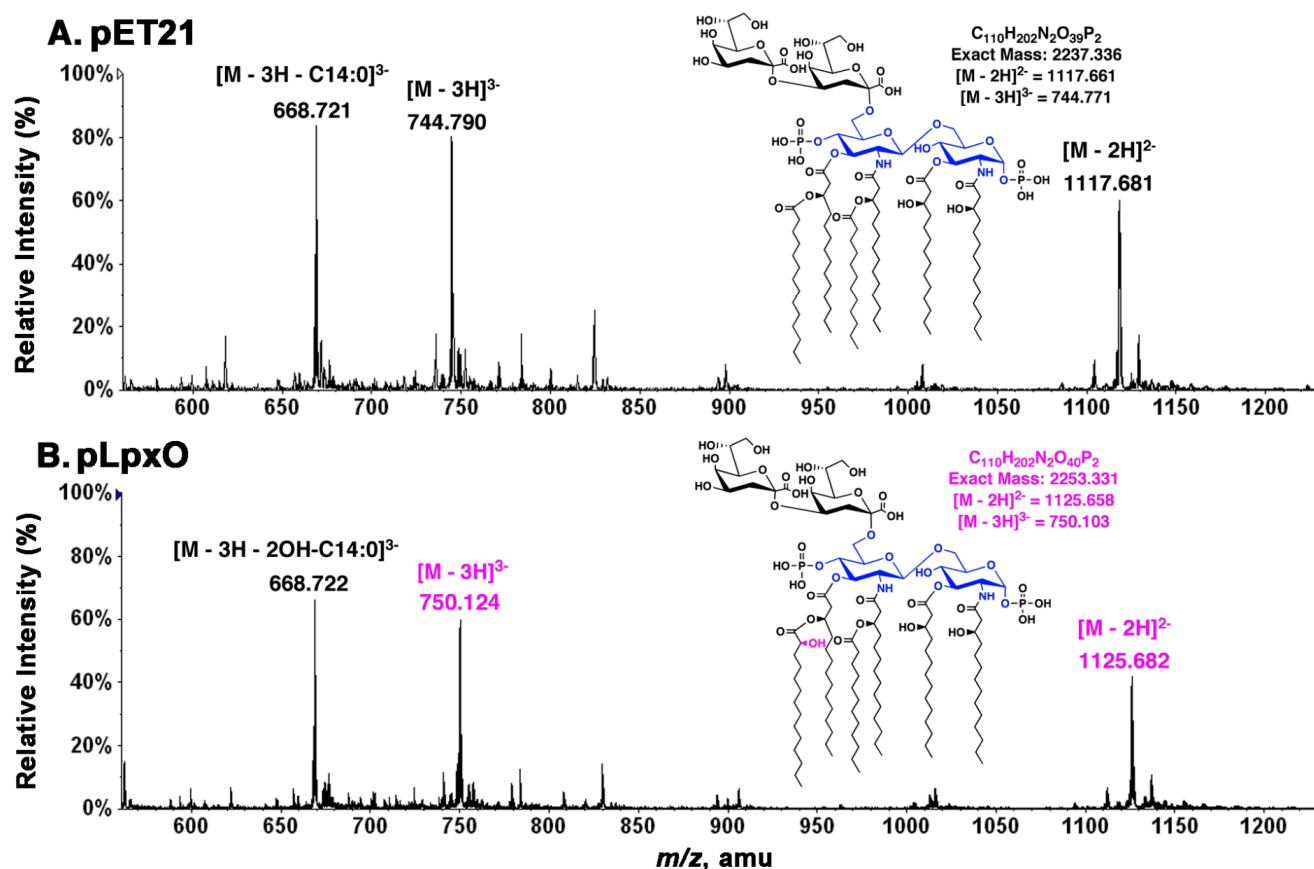 A. pET21
Relative Intensity (%)
100%
80%
60%
40%
20%
0%
[M - 3H - C14:0]³⁻
668.721
[M - 3H]³⁻
744.790
C₁₁₀H₂₀₂N₂O₃₉P₂
Exact Mass: 2237.336
[M - 2H]²⁻ = 1117.661
[M - 3H]³⁻ = 744.771
[M - 2H]²⁻
1117.681
600 650 700 750 800 850 900 950 1000 1050 1100 1150 1200
B. pLpxO
Relative Intensity (%)
100%
80%
60%
40%
20%
0%
[M - 3H - 2OH-C14:0]³⁻
668.722
[M - 3H]³⁻
750.124
C₁₁₀H₂₀₂N₂O₄₀P₂
Exact Mass: 2253.331
[M - 2H]²⁻ = 1125.658
[M - 3H]³⁻ = 750.103
[M - 2H]²⁻
1125.682
600 650 700 750 800 850 900 950 1000 1050 1100 1150 1200
m/z, amu